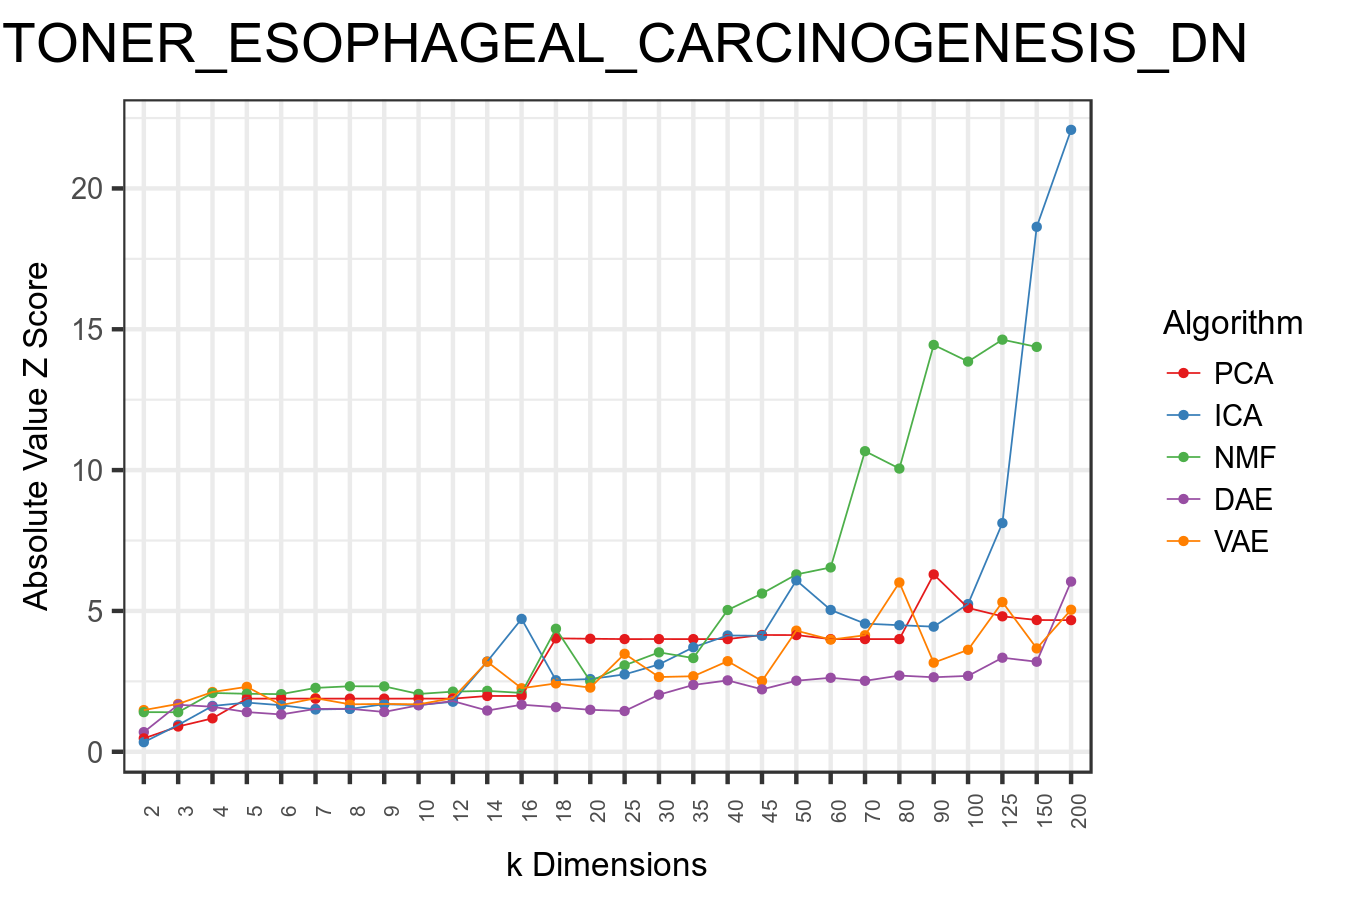 TONER_ESOPHAGEAL_CARCINOGENESIS_DN
Absolute Value Z Score
20
15
10
5
0
2 3 4 5 6 7 8 9 10 12 14 16 18 20 25 30 35 40 45 50 60 70 80 90 100 125 150 200
k Dimensions
Algorithm
PCA
ICA
NMF
DAE
VAE